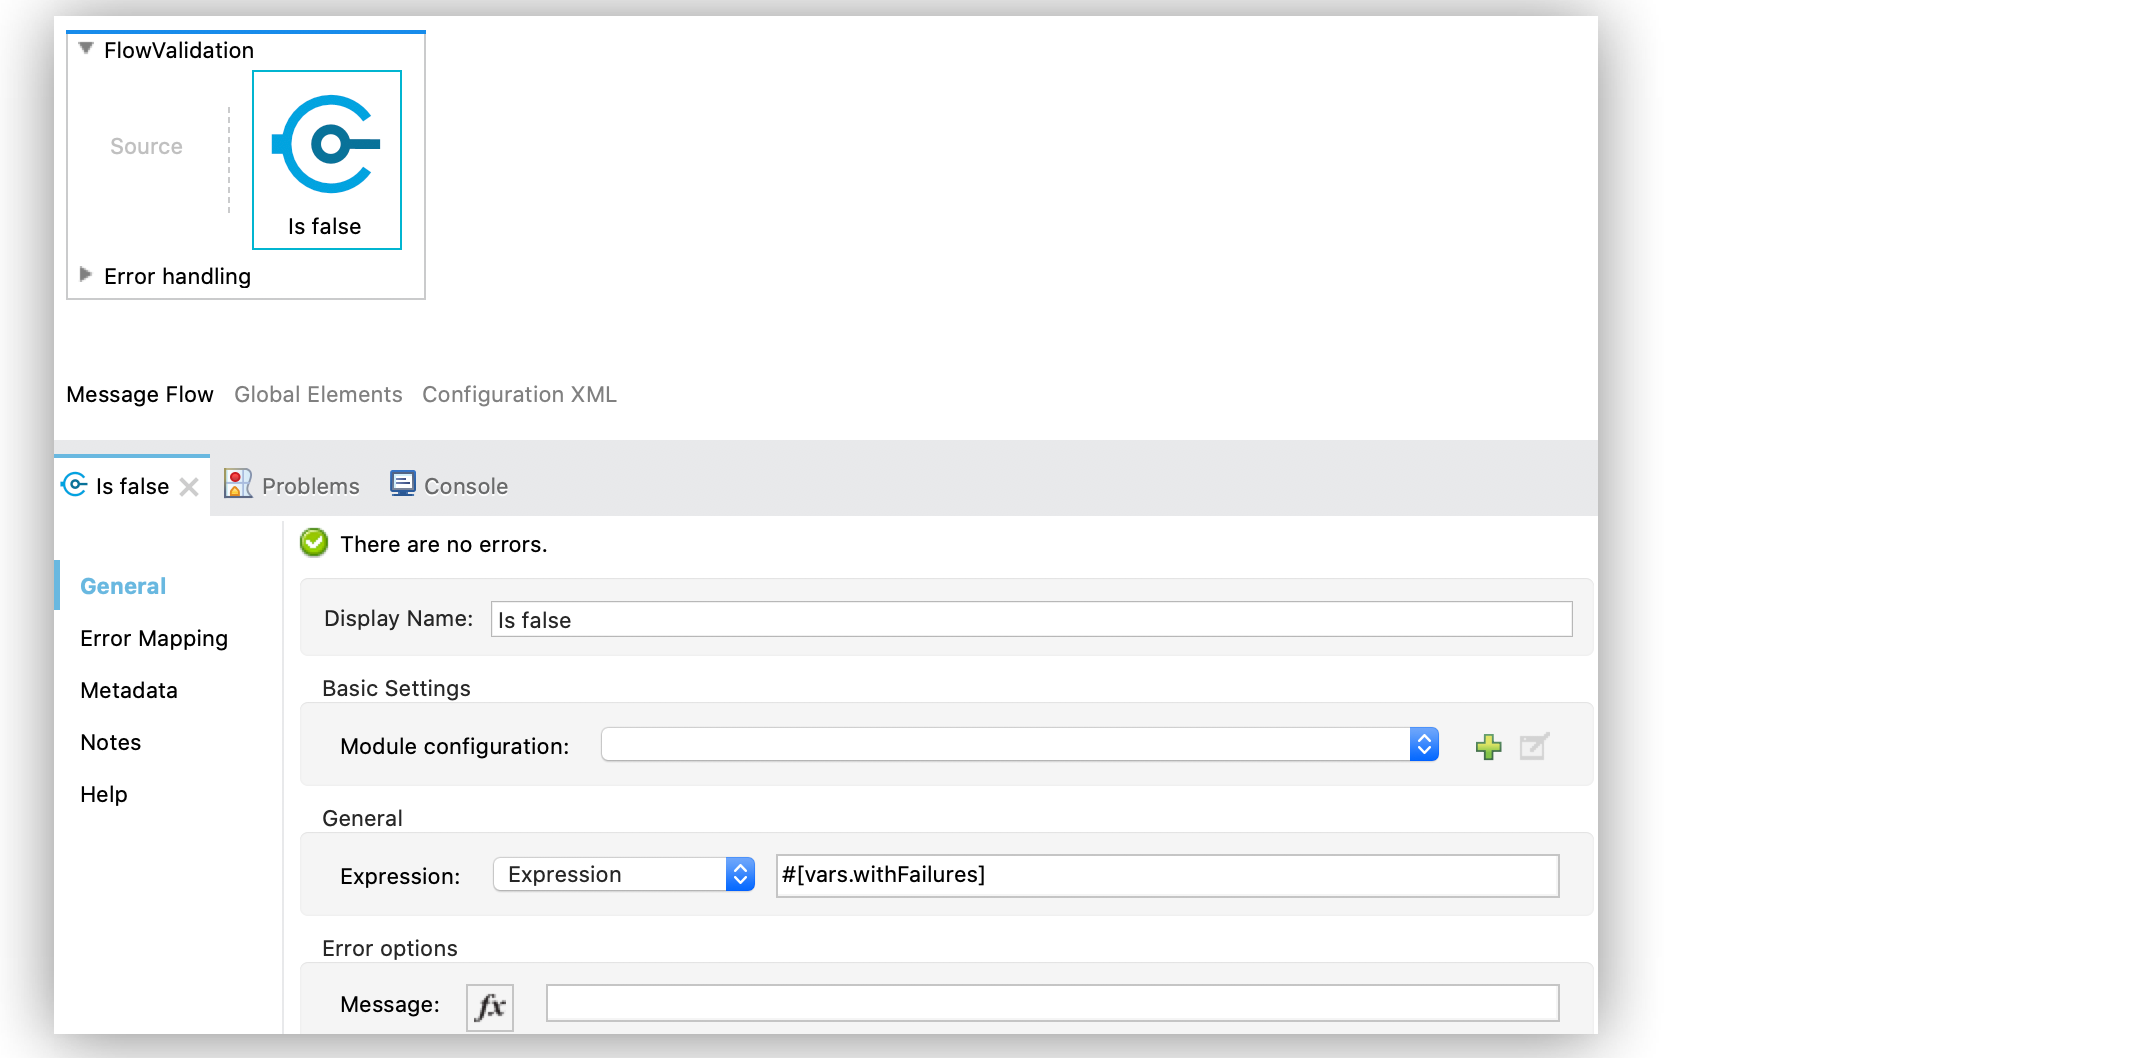 FlowValidation
Source
Is false
Error handling
Message Flow Global Elements Configuration XML
Is false Problems Console
There are no errors.
General
Display Name: Is false
Error Mapping
Basic Settings
Metadata
Module configuration:
Notes
Help
General
Expression: Expression #[vars.withFailures]
Error options
Message: fx